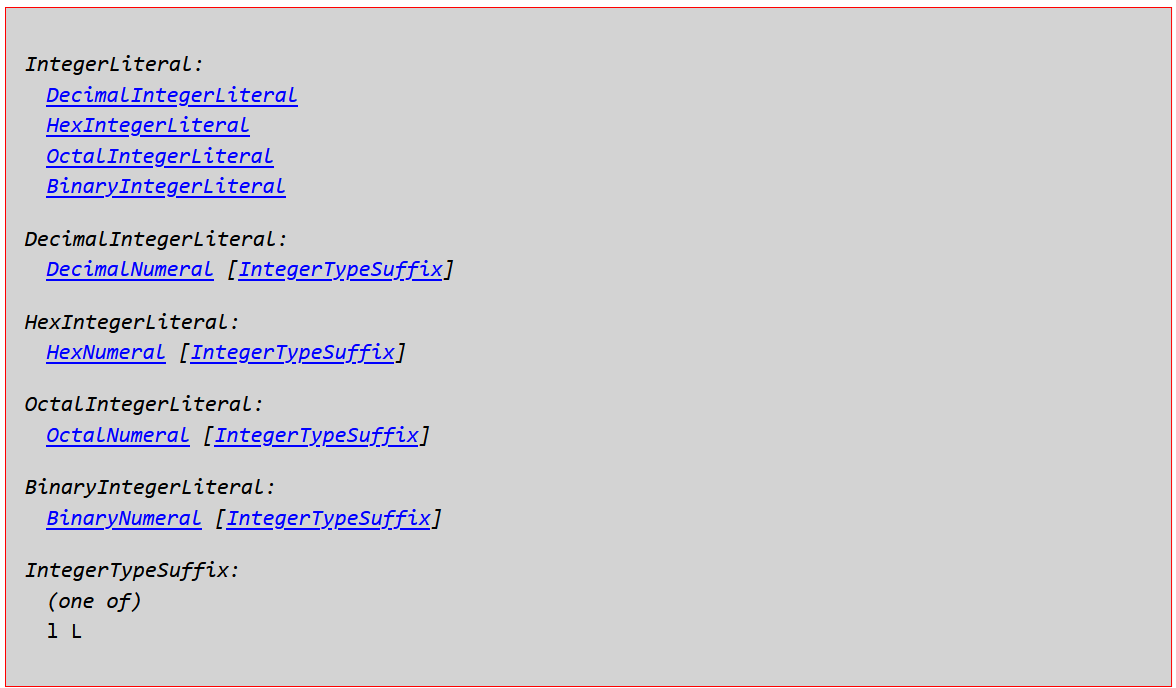 IntegerLiteral:
DecimalIntegerLiteral
HexIntegerLiteral
OctalIntegerLiteral
BinaryIntegerLiteral
DecimalIntegerLiteral:
DecimalNumeral [IntegerTypeSuffix]
HexIntegerLiteral:
HexNumeral [IntegerTypeSuffix]
OctalIntegerLiteral:
OctalNumeral [IntegerTypeSuffix]
BinaryIntegerLiteral:
BinaryNumeral [IntegerTypeSuffix]
IntegerTypeSuffix:
(one of)
l L